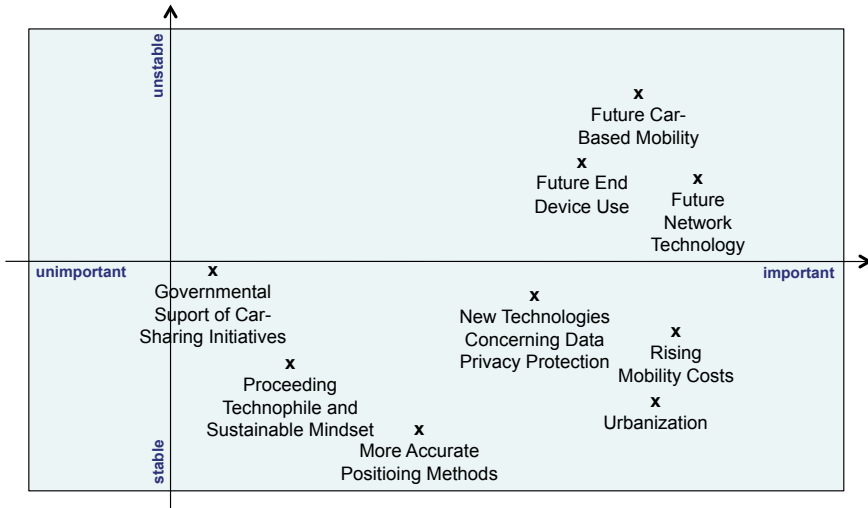 unstable
x
Future Car-
Based Mobility
x
Future End
Device Use
x
Future
Network
Technology
unimportant
important
x
Governmental
Suport of Car-
Sharing Initiatives
x
New Technologies
Concerning Data
Privacy Protection
x
Rising
Mobility Costs
x
Proceeding
Technophile and
Sustainable Mindset
x
Urbanization
x
More Accurate
Positioing Methods
stable